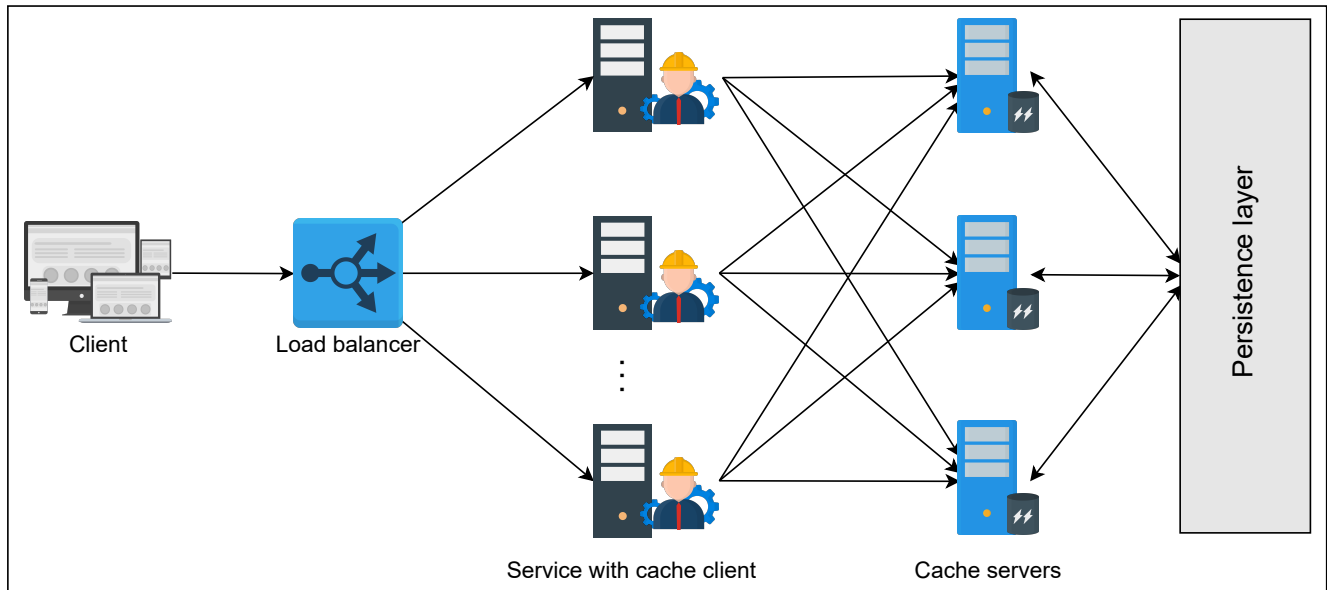 Client
Load balancer
Service with cache client
Cache servers
Persistence layer